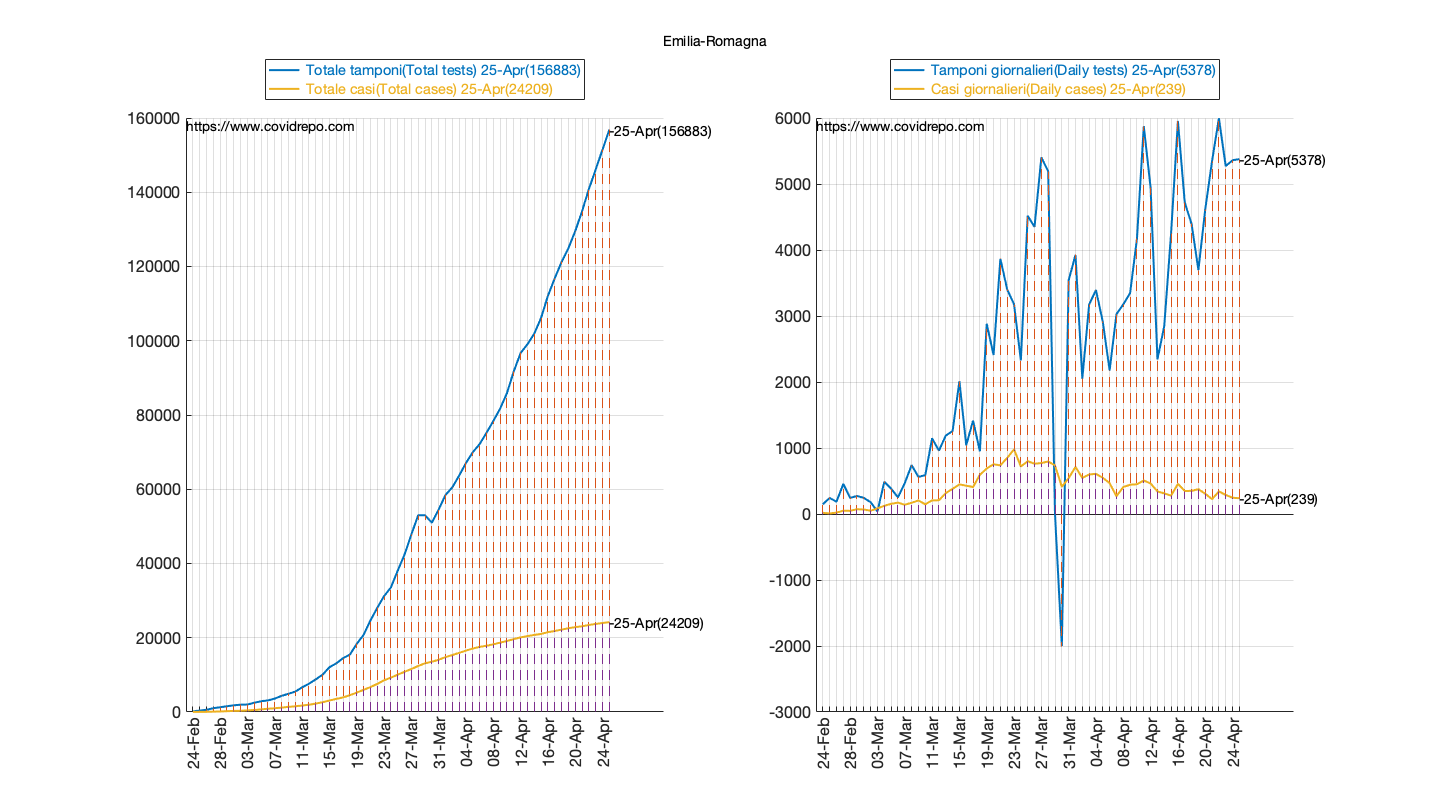 Emilia-Romagna
Totale tamponi(Total tests) 25-Apr(156883)
Totale casi(Total cases) 25-Apr(24209)
160000
140000
120000
100000
80000
60000
40000
20000
0
https://www.covidrepo.com
25-Apr(156883)
25-Apr(24209)
24-Feb
28-Feb
03-Mar
07-Mar
11-Mar
15-Mar
19-Mar
23-Mar
27-Mar
31-Mar
04-Apr
08-Apr
12-Apr
16-Apr
20-Apr
24-Apr
Tamponi giornalieri(Daily tests) 25-Apr(5378)
Casi giornalieri(Daily cases) 25-Apr(239)
6000
5000
4000
3000
2000
1000
0
-1000
-2000
-3000
https://www.covidrepo.com
25-Apr(5378)
25-Apr(239)
24-Feb
28-Feb
03-Mar
07-Mar
11-Mar
15-Mar
19-Mar
23-Mar
27-Mar
31-Mar
04-Apr
08-Apr
12-Apr
16-Apr
20-Apr
24-Apr